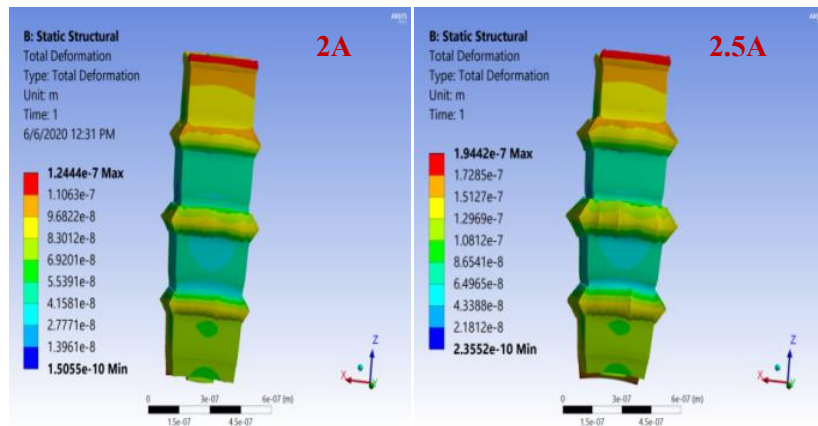 ANSYS
B: Static Structural
Total Deformation
Type: Total Deformation
Unit: m
Time: 1
6/6/2020 12:31 PM
2A
1.2444e-7 Max
1.1063e-7
9.6822e-8
8.3012e-8
6.9201e-8
5.5391e-8
4.1581e-8
2.7771e-8
1.3961e-8
1.5055e-10 Min
Z
X
Y
0 3e-07 6e-07 (m)
1.5e-07 4.5e-07
ANSYS
B: Static Structural
Total Deformation
Type: Total Deformation
Unit: m
Time: 1
2.5A
1.9442e-7 Max
1.7285e-7
1.5127e-7
1.2969e-7
1.0812e-7
8.6541e-8
6.4965e-8
4.3388e-8
2.1812e-8
2.3552e-10 Min
Z
X
Y
0 3e-07 6e-07 (m)
1.5e-07 4.5e-07